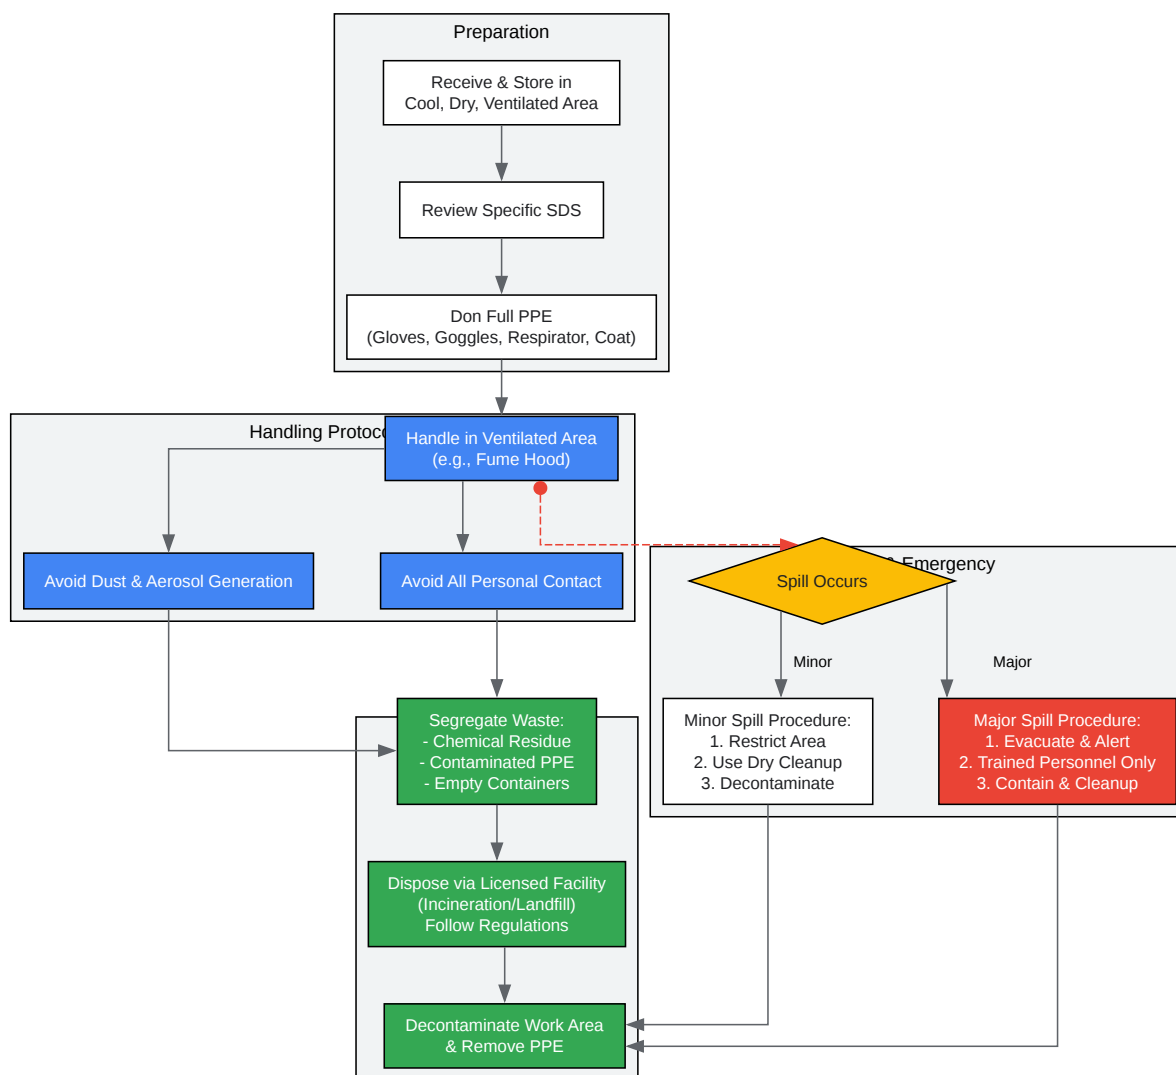 Preparation
Receive & Store in
Cool, Dry, Ventilated Area
Review Specific SDS
Don Full PPE
(Gloves, Goggles, Respirator, Coat)
Handling
Handle in Ventilated Area
(e.g., Fume Hood)
Avoid Dust & Aerosol Generation
Avoid All Personal Contact
Emergency
Spill Occurs
Minor
Major
Segregate Waste:
- Chemical Residue
- Contaminated PPE
- Empty Containers
Minor Spill Procedure:
1. Restrict Area
2. Use Dry Cleanup
3. Decontaminate
Major Spill Procedure:
1. Evacuate & Alert
2. Trained Personnel Only
3. Contain & Cleanup
Dispose via Licensed Facility
(Incineration/Landfill)
Follow Regulations
Decontaminate Work Area
& Remove PPE